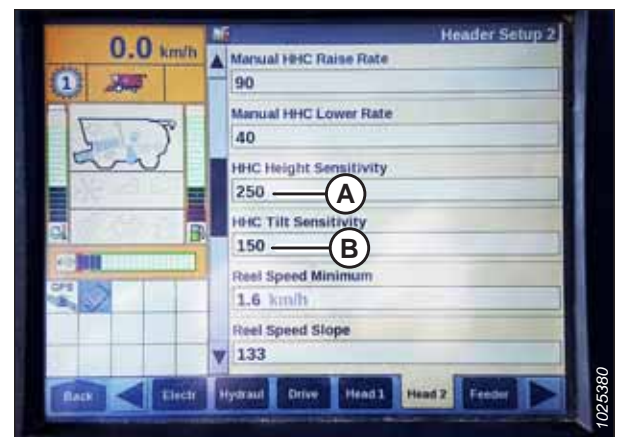 0.0 km/h
Header Setup 2
1
Manual HHC Raise Rate
90
Manual HHC Lower Rate
40
HHC Height Sensitivity
250
A
HHC Tilt Sensitivity
150
B
Reel Speed Minimum
1.6 km/h
Reel Speed Slope
133
GPS
Back
Electr
Hydraul
Drive
Head 1
Head 2
Feeder
1025380